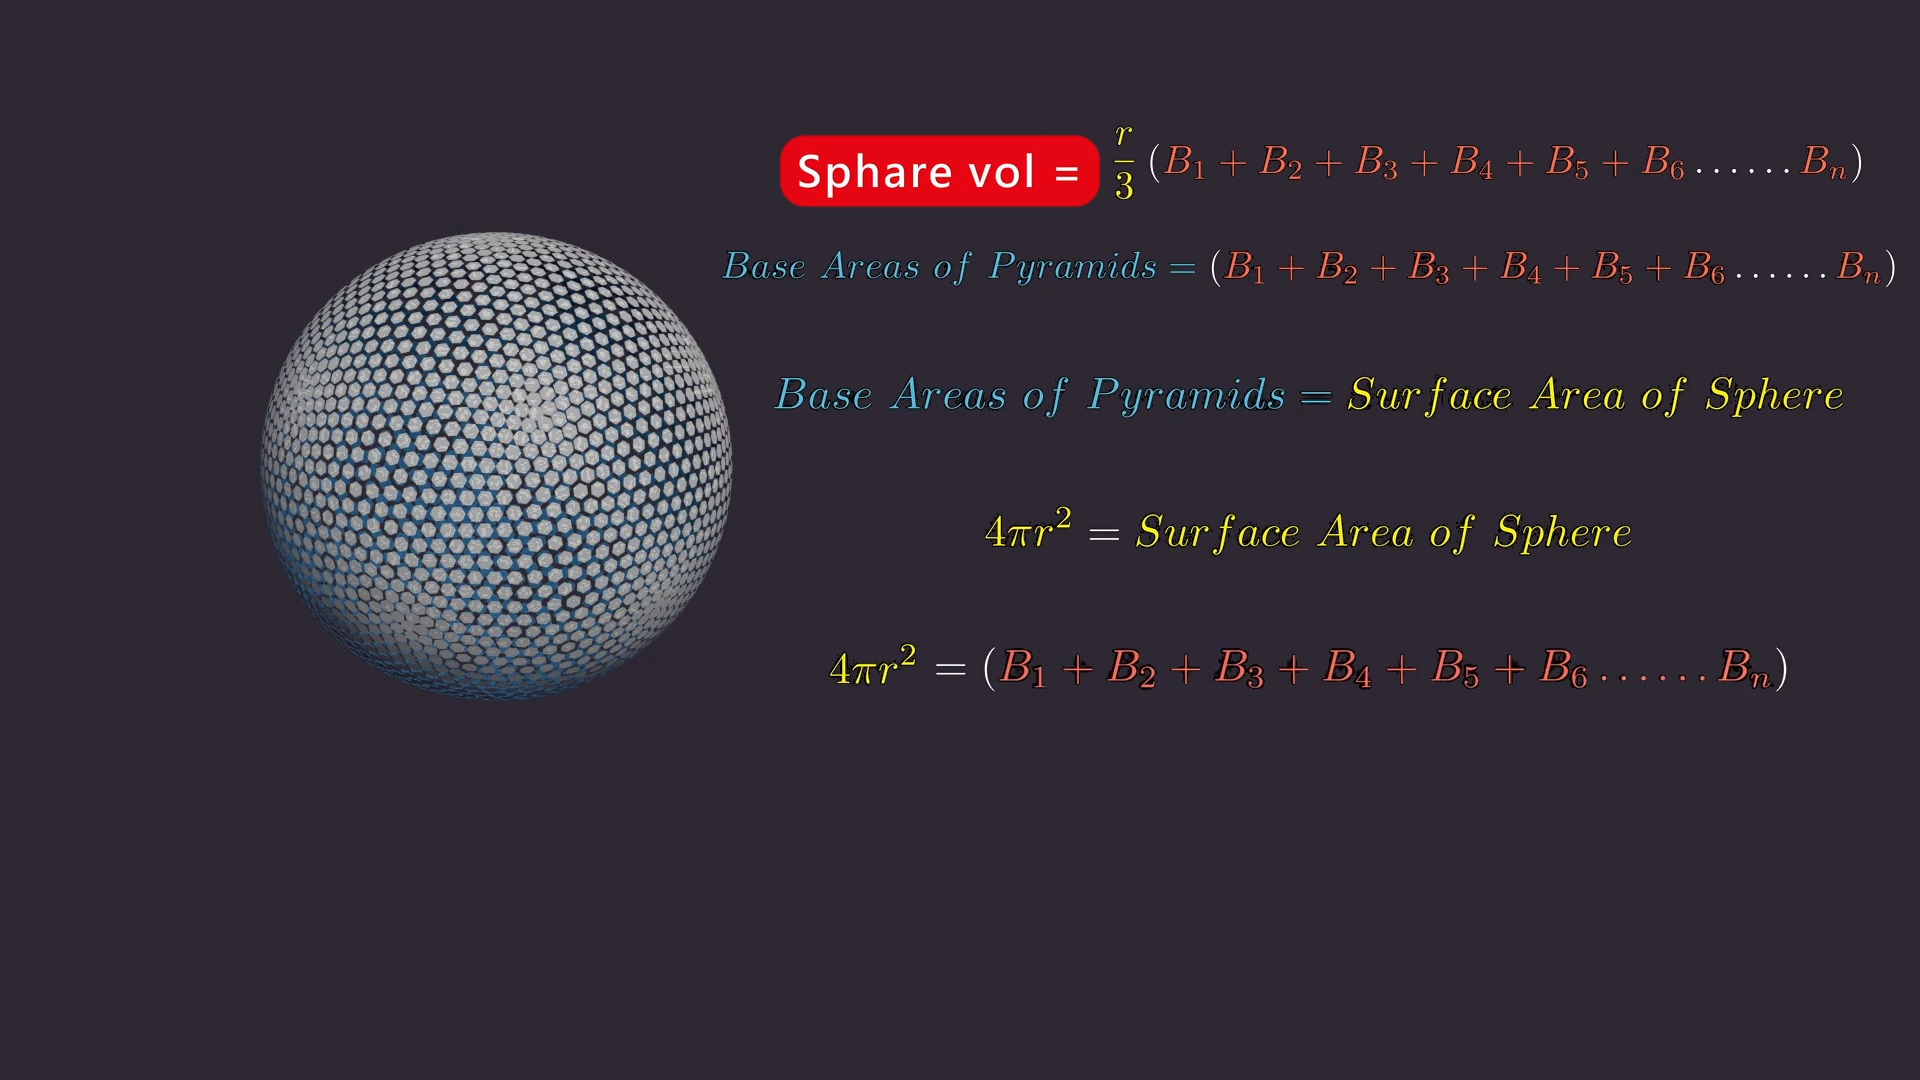 Sphare vol = r/3 (B₁ + B₂ + B₃ + B₄ + B₅ + B₆ ...... Bₙ)
Base Areas of Pyramids = (B₁ + B₂ + B₃ + B₄ + B₅ + B₆ ...... Bₙ)
Base Areas of Pyramids = Surface Area of Sphere
4πr² = Surface Area of Sphere
4πr² = (B₁ + B₂ + B₃ + B₄ + B₅ + B₆ ...... Bₙ)